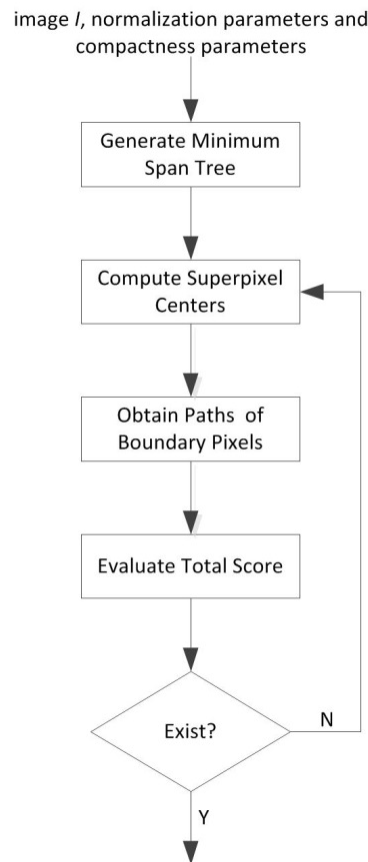 image I, normalization parameters and
compactness parameters
Generate Minimum
Span Tree
Compute Superpixel
Centers
Obtain Paths of
Boundary Pixels
Evaluate Total Score
Exist?
N
Y